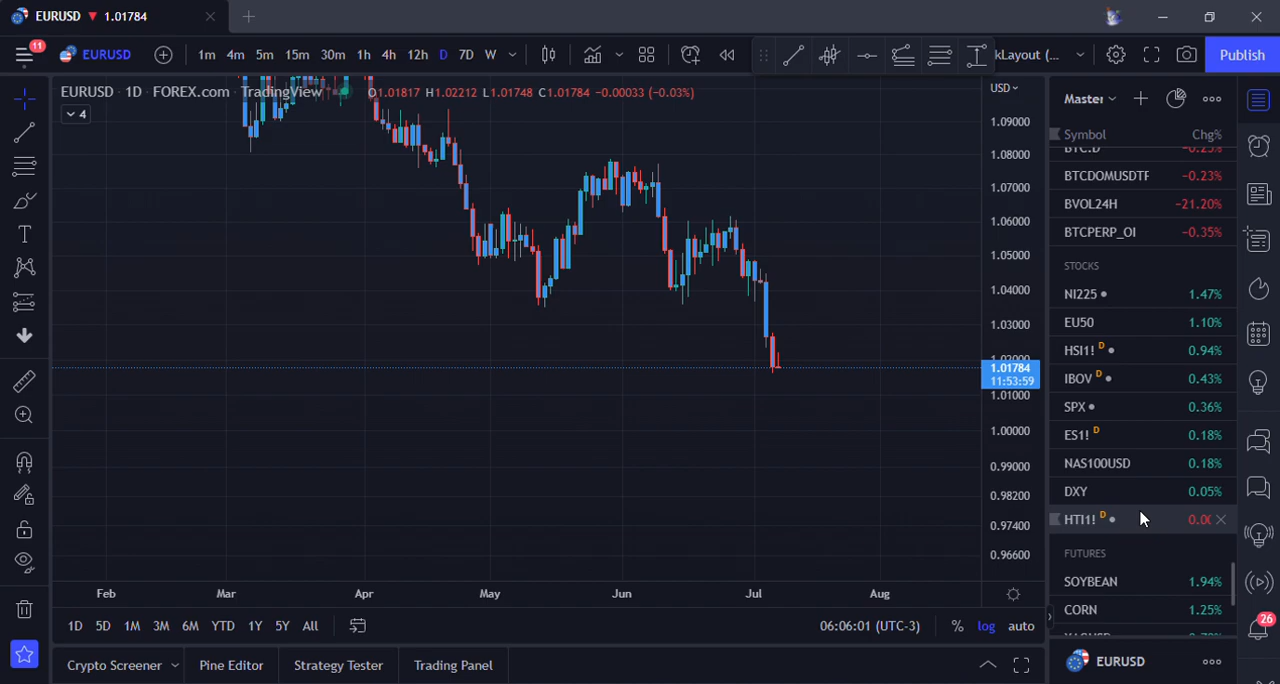 EURUSD ▼ 1.01784
11
EURUSD
1m 4m 5m 15m 30m 1h 4h 12h D 7D W
kLayout (...
Publish
EURUSD · 1D · FOREX.com · TradingView
O1.01817 H1.02212 L1.01748 C1.01784 -0.00033 (-0.03%)
4
USD
1.09000
1.08000
1.07000
1.06000
1.05000
1.04000
1.03000
1.02000
1.01784
11:53:59
1.01000
1.00000
0.99000
0.98200
0.97400
0.96600
Feb Mar Apr May Jun Jul Aug
1D 5D 1M 3M 6M YTD 1Y 5Y All
06:06:01 (UTC-3) % log auto
Crypto Screener Pine Editor Strategy Tester Trading Panel
Master
Symbol Chg%
BTC.D -0.25%
BTCDOMUSDTF -0.23%
BVOL24H -21.20%
BTCPERP_OI -0.35%
STOCKS
NI225 1.47%
EU50 1.10%
HSI1! D 0.94%
IBOV D 0.43%
SPX 0.36%
ES1! D 0.18%
NAS100USD 0.18%
DXY 0.05%
HTI1! D 0.0
FUTURES
SOYBEAN 1.94%
CORN 1.25%
EURUSD
26